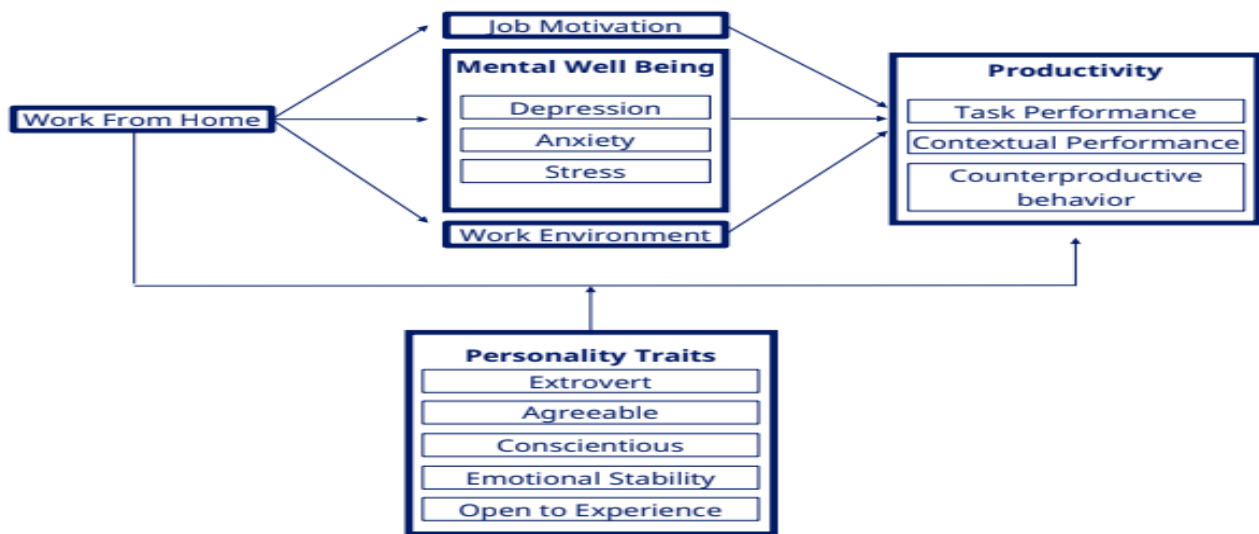 Job Motivation
Mental Well Being
Depression
Anxiety
Stress
Work Environment
Work From Home
Productivity
Task Performance
Contextual Performance
Counterproductive
behavior
Personality Traits
Extrovert
Agreeable
Conscientious
Emotional Stability
Open to Experience